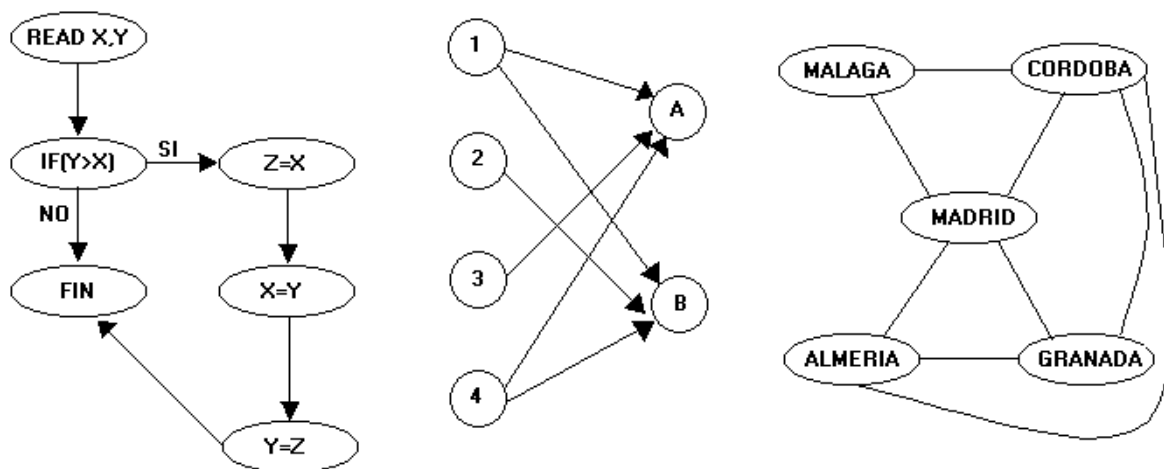 READ X,Y
IF(Y>X)
SI
Z=X
NO
FIN
X=Y
Y=Z
1
2
3
4
A
B
MALAGA
CORDOBA
MADRID
ALMERIA
GRANADA